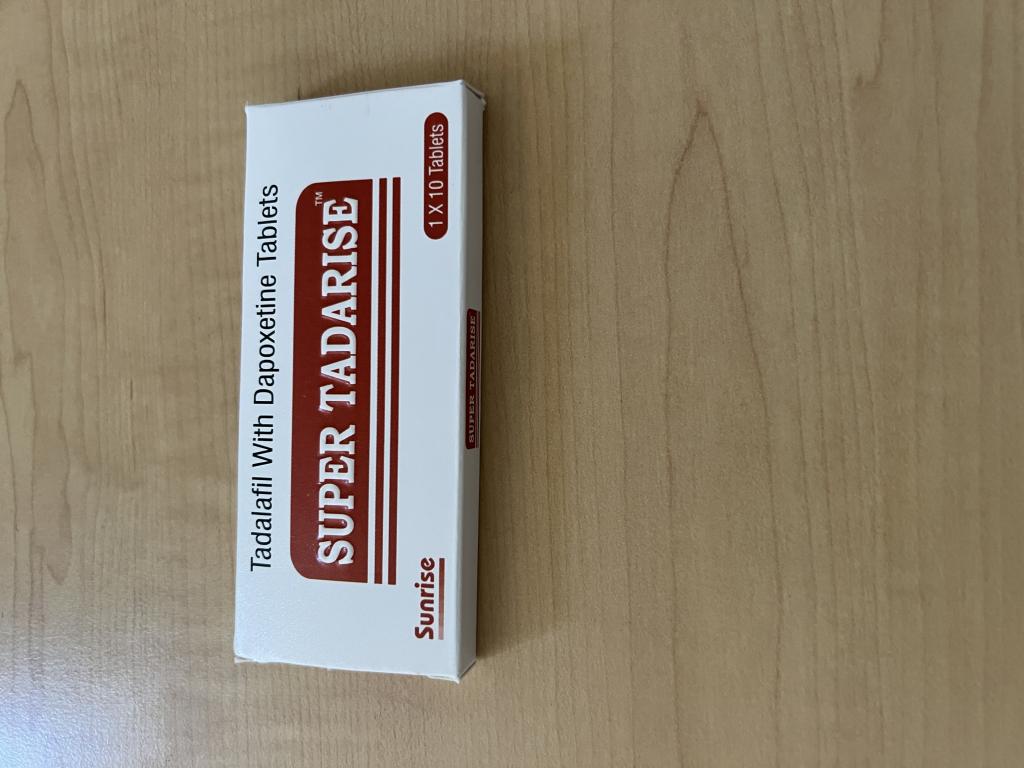 Tadalafil With Dapoxetine Tablets
SUPER TADARISE™
Sunrise
1 X 10 Tablets
SUPER TADARISE